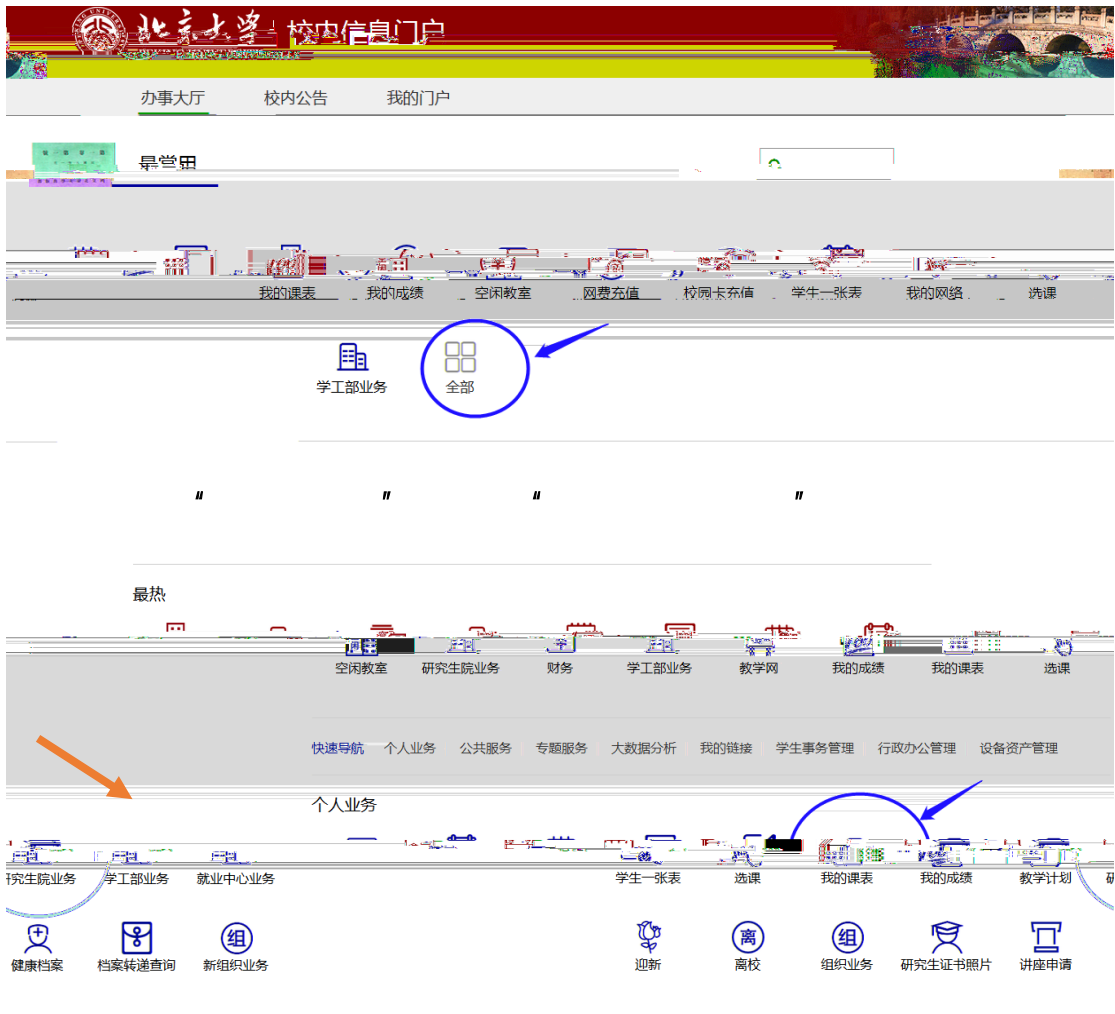 北京大学 校内信息门户
办事大厅 校内公告 我的门户
最常用
我的课表 我的成绩 空闲教室 网费充值 校园卡充值 学生一张表 我的网络 选课
学工部业务 全部
“ ” “ ”
最热
空闲教室 研究生院业务 财务 学工部业务 教学网 我的成绩 我的课表 选课
快速导航 个人业务 公共服务 专题服务 大数据分析 我的链接 学生事务管理 行政办公管理 设备资产管理
个人业务
研究生院业务 学工部业务 就业中心业务 学生一张表 选课 我的课表 我的成绩 教学计划 研
健康档案 档案转递查询 组 新组织业务 迎新 离 离校 组 组织业务 研究生证书照片 讲座申请